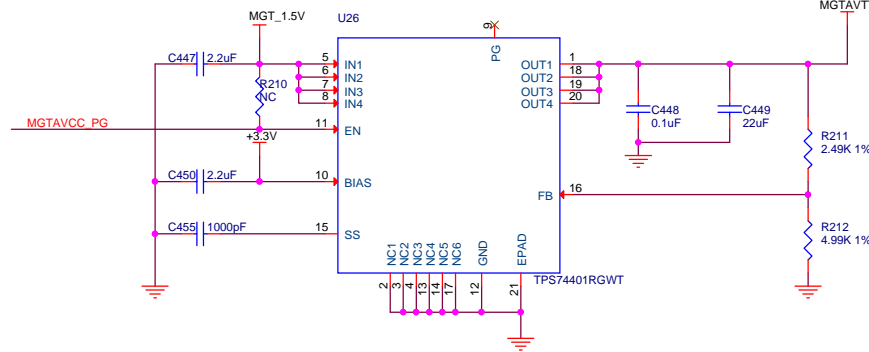 MGTAVT
MGT_1.5V
U26
9
PG
C447 2.2uF
5 IN1
6 IN2
7 IN3
8 IN4
OUT1 1
OUT2 18
OUT3 19
OUT4 20
R210
NC
C448
0.1uF
C449
22uF
MGTAVCC_PG
11 EN
+3.3V
R211
2.49K 1%
C450 2.2uF
10 BIAS
FB 16
C455 1000pF
15 SS
R212
4.99K 1%
NC1
NC2
NC3
NC4
NC5
NC6
GND
EPAD
TPS74401RGWT
2
3
4
13
14
17
12
21